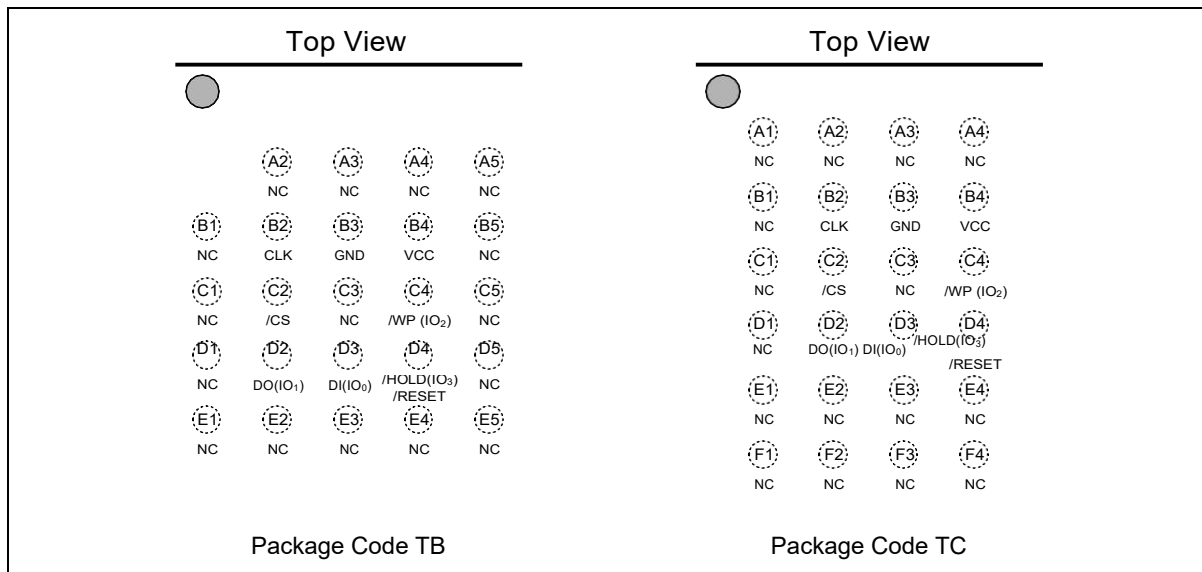 Top View
A2 A3 A4 A5
NC NC NC NC
B1 B2 B3 B4 B5
NC CLK GND VCC NC
C1 C2 C3 C4 C5
NC /CS NC /WP (IO₂) NC
D1 D2 D3 D4 D5
NC DO(IO₁) DI(IO₀) /HOLD(IO₃) NC
/RESET
E1 E2 E3 E4 E5
NC NC NC NC NC
Package Code TB
Top View
A1 A2 A3 A4
NC NC NC NC
B1 B2 B3 B4
NC CLK GND VCC
C1 C2 C3 C4
NC /CS NC /WP (IO₂)
D1 D2 D3 D4
NC DO(IO₁) DI(IO₀) /HOLD(IO₃)
/RESET
E1 E2 E3 E4
NC NC NC NC
F1 F2 F3 F4
NC NC NC NC
Package Code TC